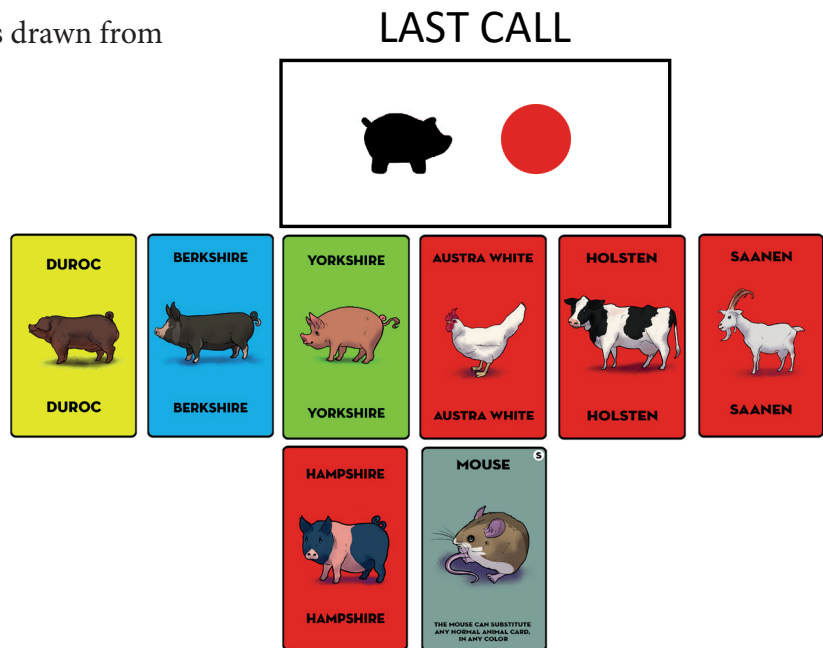 s drawn from
LAST CALL
DUROC
DUROC
BERKSHIRE
BERKSHIRE
YORKSHIRE
YORKSHIRE
AUSTRA WHITE
AUSTRA WHITE
HOLSTEN
HOLSTEN
SAANEN
SAANEN
HAMPSHIRE
HAMPSHIRE
MOUSE
S
THE MOUSE CAN SUBSTITUTE
ANY NORMAL ANIMAL CARD,
IN ANY COLOR